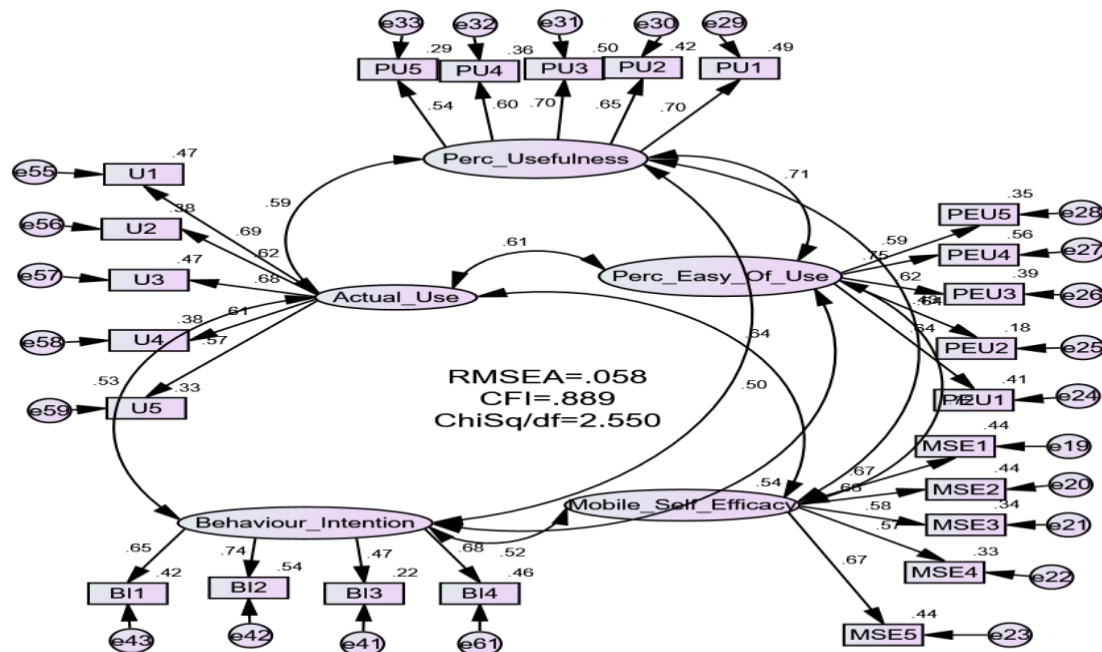 e33 e32 e31 e30 e29
.29 .36 .50 .42 .49
PU5 PU4 PU3 PU2 PU1
.54 .60 .70 .65 .70
Perc_Usefulness
e55 U1 .47
e56 U2 .38
e57 U3 .47
e58 U4 .38
e59 U5 .33
.69
.62
.68
.61
.57
.59
.71
.61
Actual_Use
Perc_Easy_Of_Use
.35
PEU5 e28
.56
PEU4 e27
.39
PEU3 e26
.18
PEU2 e25
.41
PEU1 e24
.59
.75
.62
.64
.64
.50
.53
RMSEA=.058
CFI=.889
ChiSq/df=2.550
.44
MSE1 e19
.44
MSE2 e20
.34
MSE3 e21
.33
MSE4 e22
.44
MSE5 e23
.67
.58
.57
.67
.54
Mobile_Self_Efficacy
Behaviour_Intention
.52
.65 .74 .47 .68
.42 .54 .22 .46
BI1 BI2 BI3 BI4
e43 e42 e41 e61